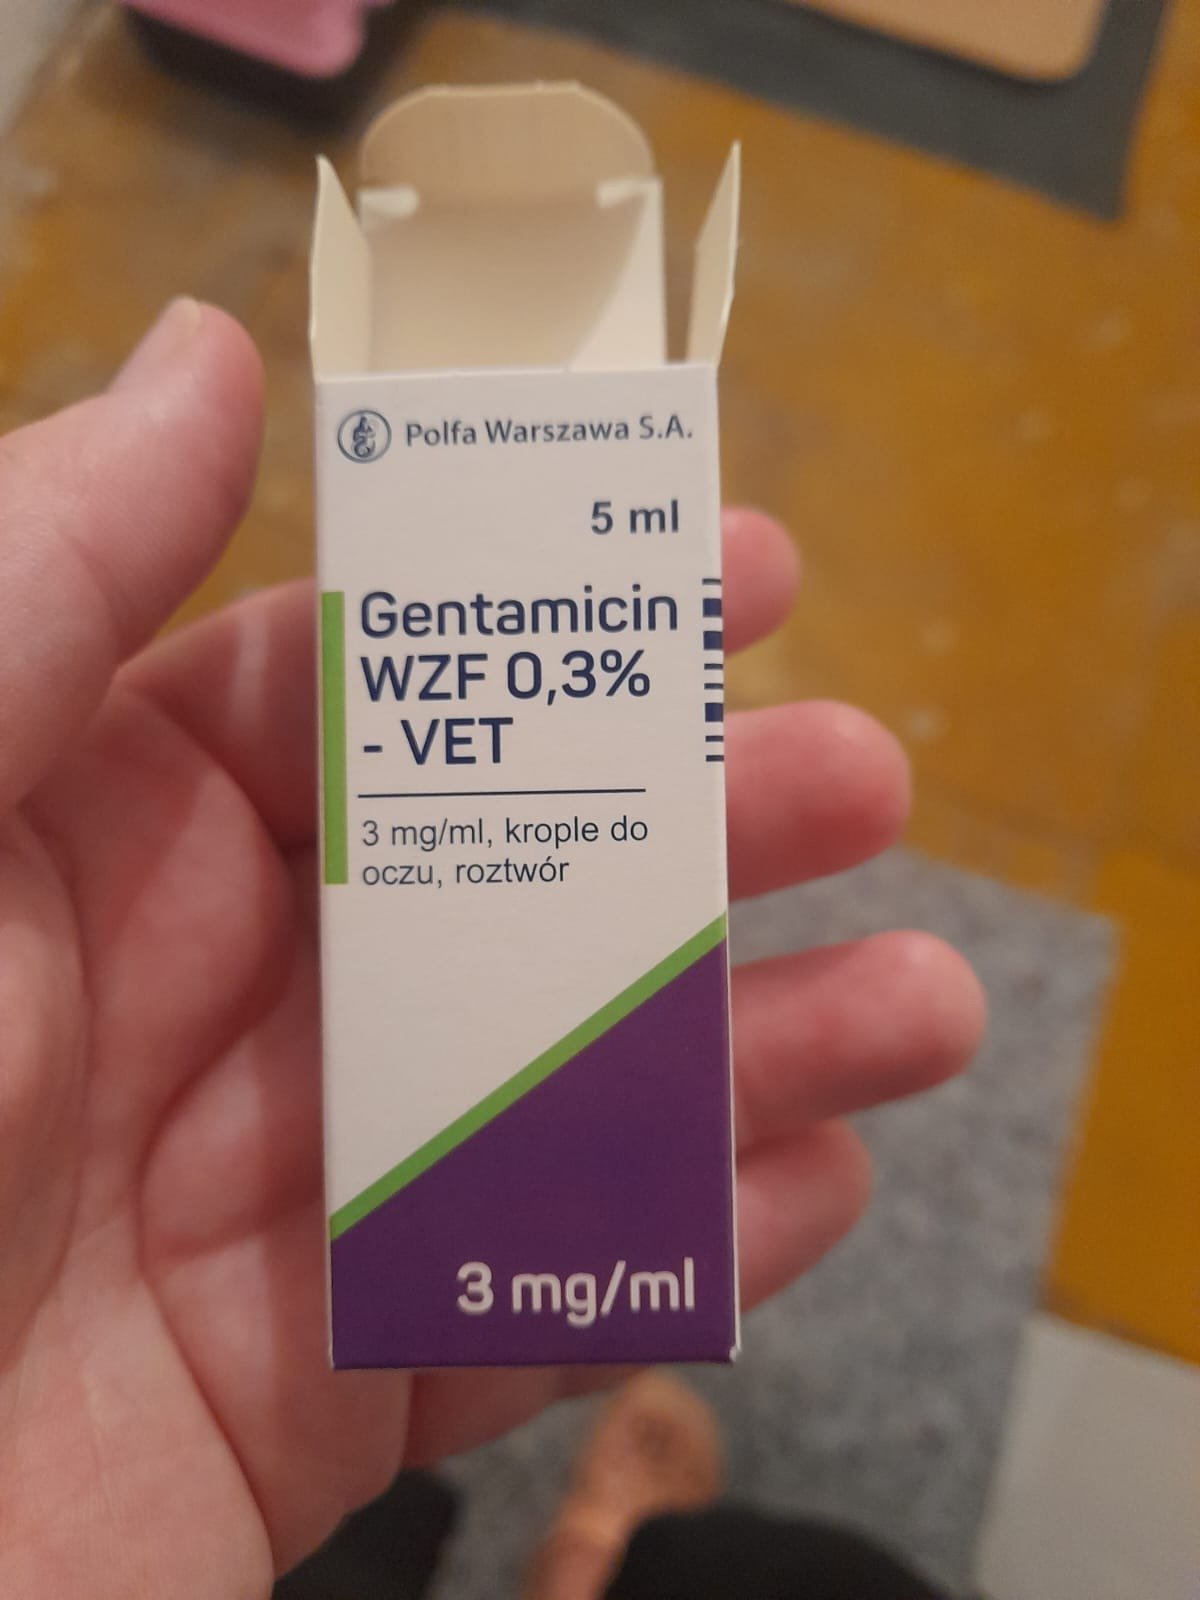 Polfa Warszawa S.A.
5 ml
Gentamicin
WZF 0,3%
- VET
3 mg/ml, krople do
oczu, roztwór
3 mg/ml